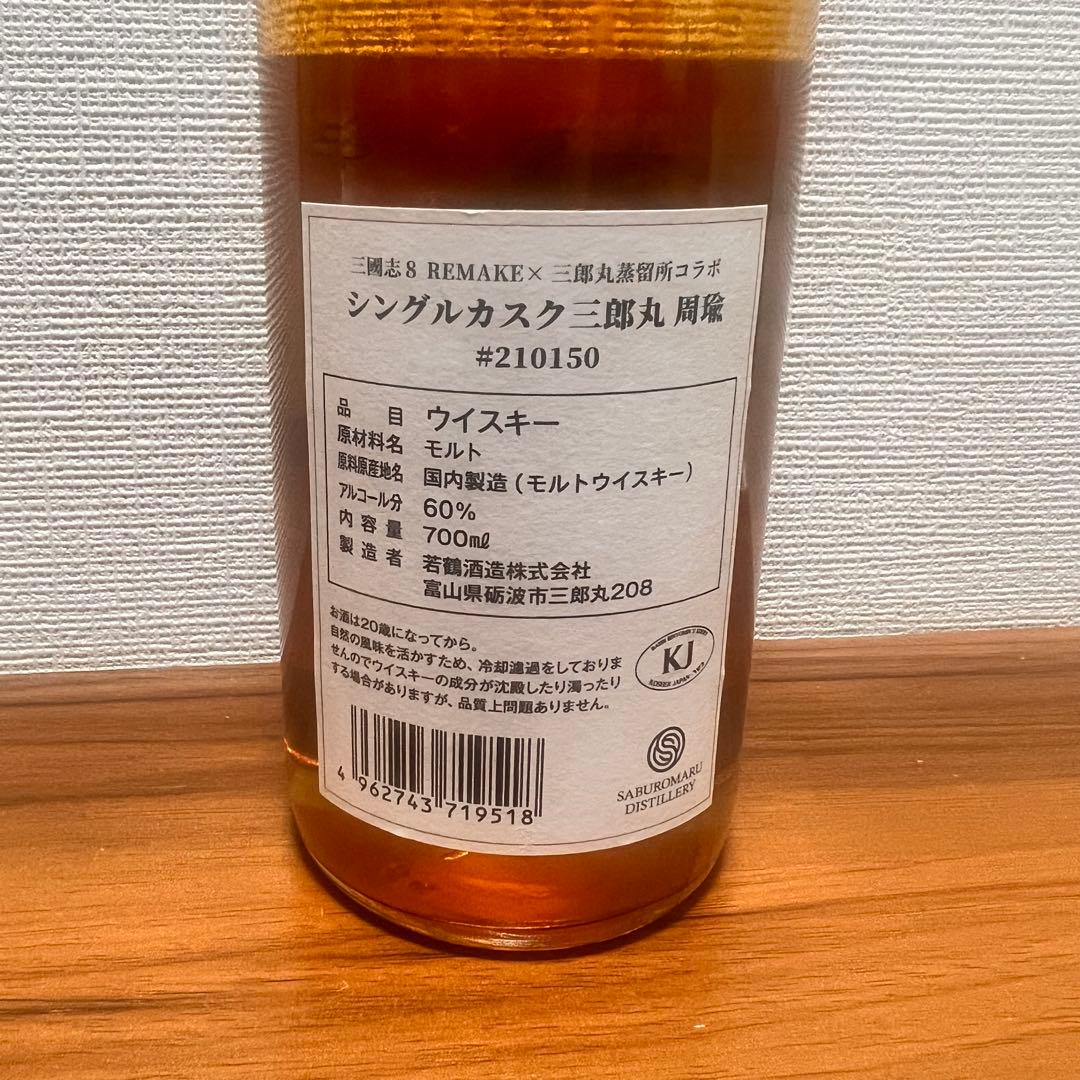 三國志8 REMAKE× 三郎丸蒸留所コラボ
シングルカスク三郎丸 周瑜
#210150
品目 ウイスキー
原材料名 モルト
原料原産地名 国内製造(モルトウイスキー)
アルコール分 60%
内容量 700㎖
製造者 若鶴酒造株式会社
富山県砺波市三郎丸208
お酒は20歳になってから。
自然の風味を活かすため、冷却濾過をしておりま
せんのでウイスキーの成分が沈殿したり濁ったり
する場合がありますが、品質上問題ありません。
KJ
KOSHER JAPAN
4 962743 719518
SABUROMARU
DISTILLERY